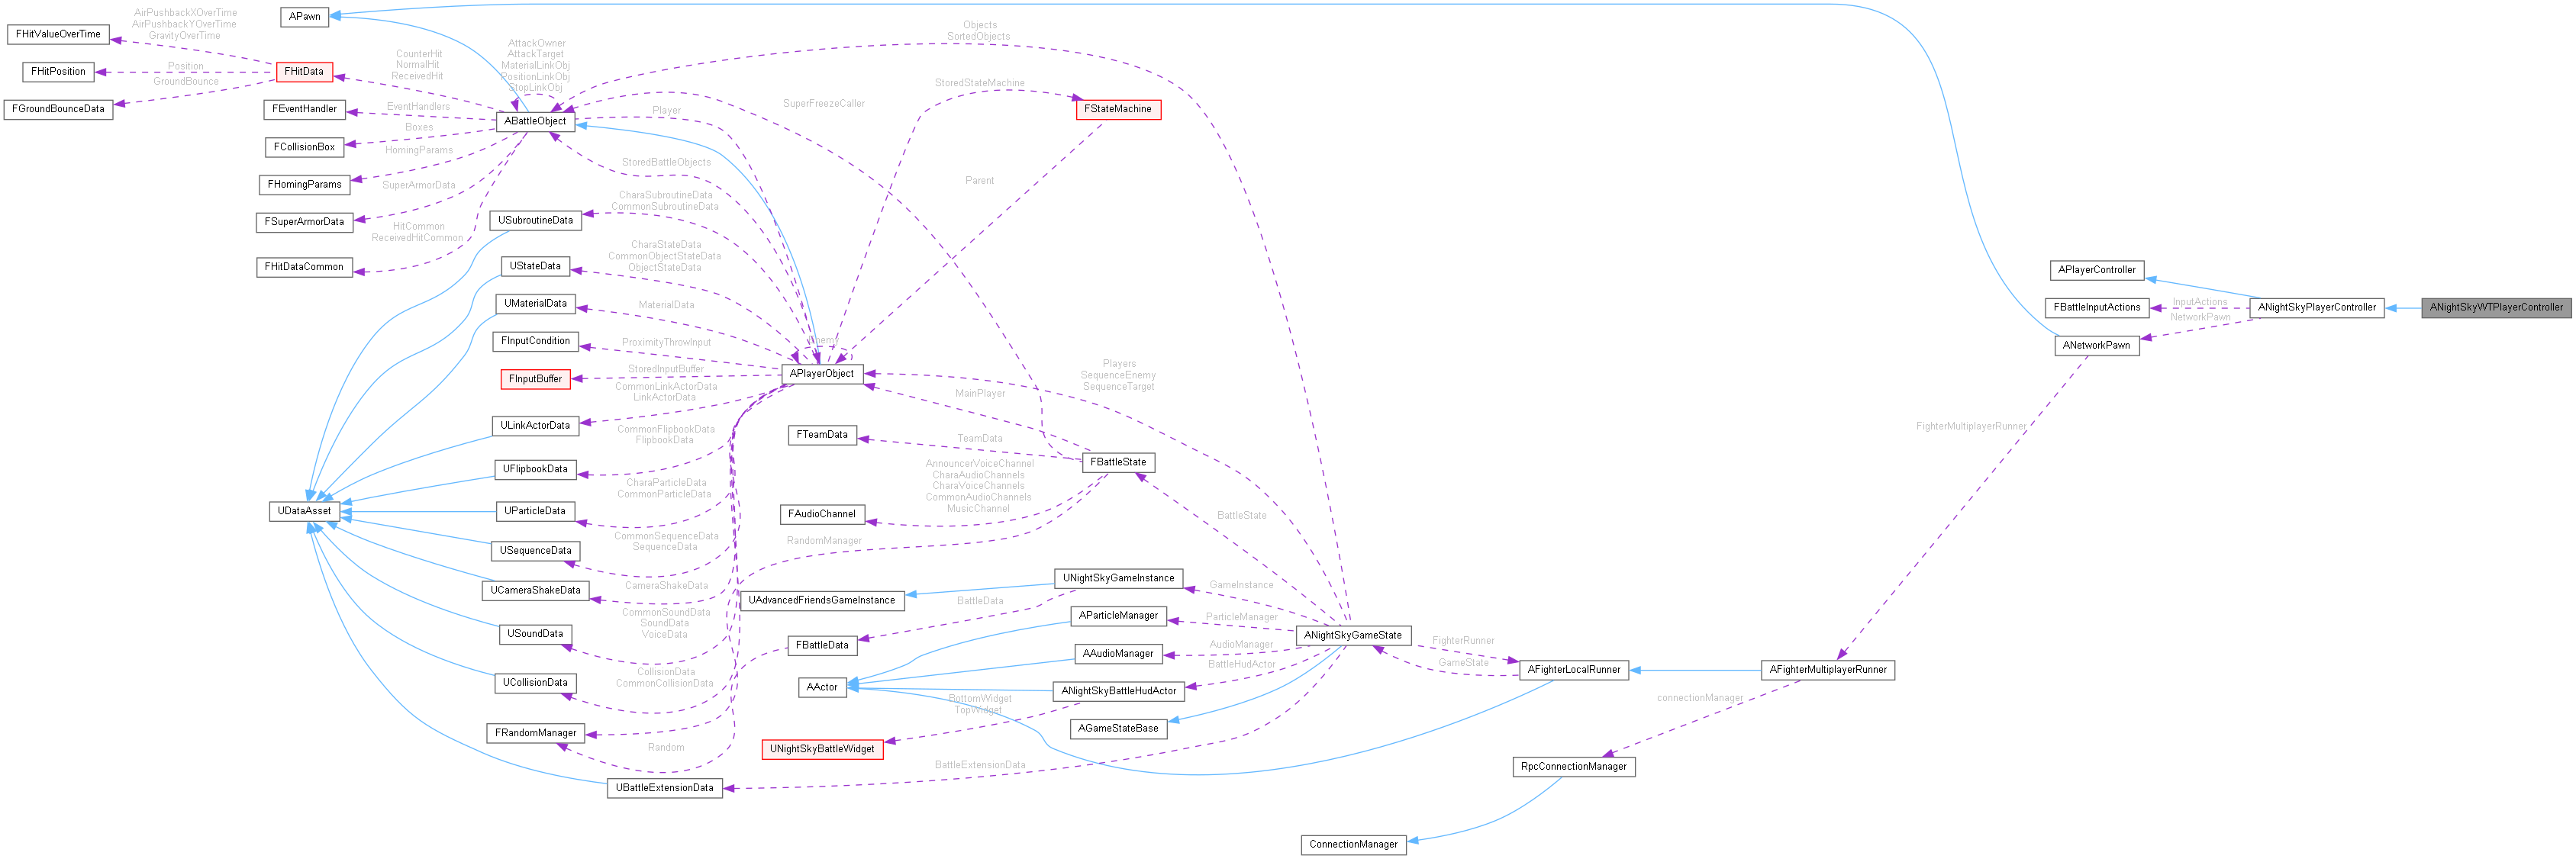 APawn
AirPushbackXOverTime
AirPushbackYOverTime
GravityOverTime
FHitValueOverTime
Position
FHitPosition
FHitData
GroundBounce
FGroundBounceData
CounterHit
NormalHit
ReceivedHit
AttackOwner
AttackTarget
MaterialLinkObj
PositionLinkObj
StopLinkObj
EventHandlers
FEventHandler
Boxes
FCollisionBox
ABattleObject
HomingParams
FHomingParams
SuperArmorData
FSuperArmorData
HitCommon
ReceivedHitCommon
FHitDataCommon
Player
StoredBattleObjects
CharaSubroutineData
CommonSubroutineData
USubroutineData
CharaStateData
CommonObjectStateData
ObjectStateData
UStateData
MaterialData
UMaterialData
ProximityThrowInput
FInputCondition
StoredInputBuffer
FInputBuffer
CommonLinkActorData
LinkActorData
ULinkActorData
CommonFlipbookData
FlipbookData
UFlipbookData
CharaParticleData
CommonParticleData
UParticleData
UDataAsset
CommonSequenceData
SequenceData
USequenceData
CameraShakeData
UCameraShakeData
CommonSoundData
SoundData
VoiceData
USoundData
CollisionData
CommonCollisionData
UCollisionData
FRandomManager
Random
UBattleExtensionData
BattleExtensionData
Enemy
APlayerObject
SuperFreezeCaller
Objects
SortedObjects
StoredStateMachine
FStateMachine
Parent
Players
SequenceEnemy
SequenceTarget
MainPlayer
TeamData
FTeamData
FBattleState
AnnouncerVoiceChannel
CharaAudioChannels
CharaVoiceChannels
CommonAudioChannels
MusicChannel
FAudioChannel
RandomManager
BattleState
UNightSkyGameInstance
GameInstance
UAdvancedFriendsGameInstance
BattleData
FBattleData
AParticleManager
ParticleManager
AAudioManager
AudioManager
BattleHudActor
ANightSkyBattleHudActor
AActor
BottomWidget
TopWidget
UNightSkyBattleWidget
AGameStateBase
ANightSkyGameState
FighterRunner
GameState
AFighterLocalRunner
AFighterMultiplayerRunner
FighterMultiplayerRunner
connectionManager
RpcConnectionManager
ConnectionManager
APlayerController
FBattleInputActions
InputActions
NetworkPawn
ANetworkPawn
ANightSkyPlayerController
ANightSkyWTPlayerController